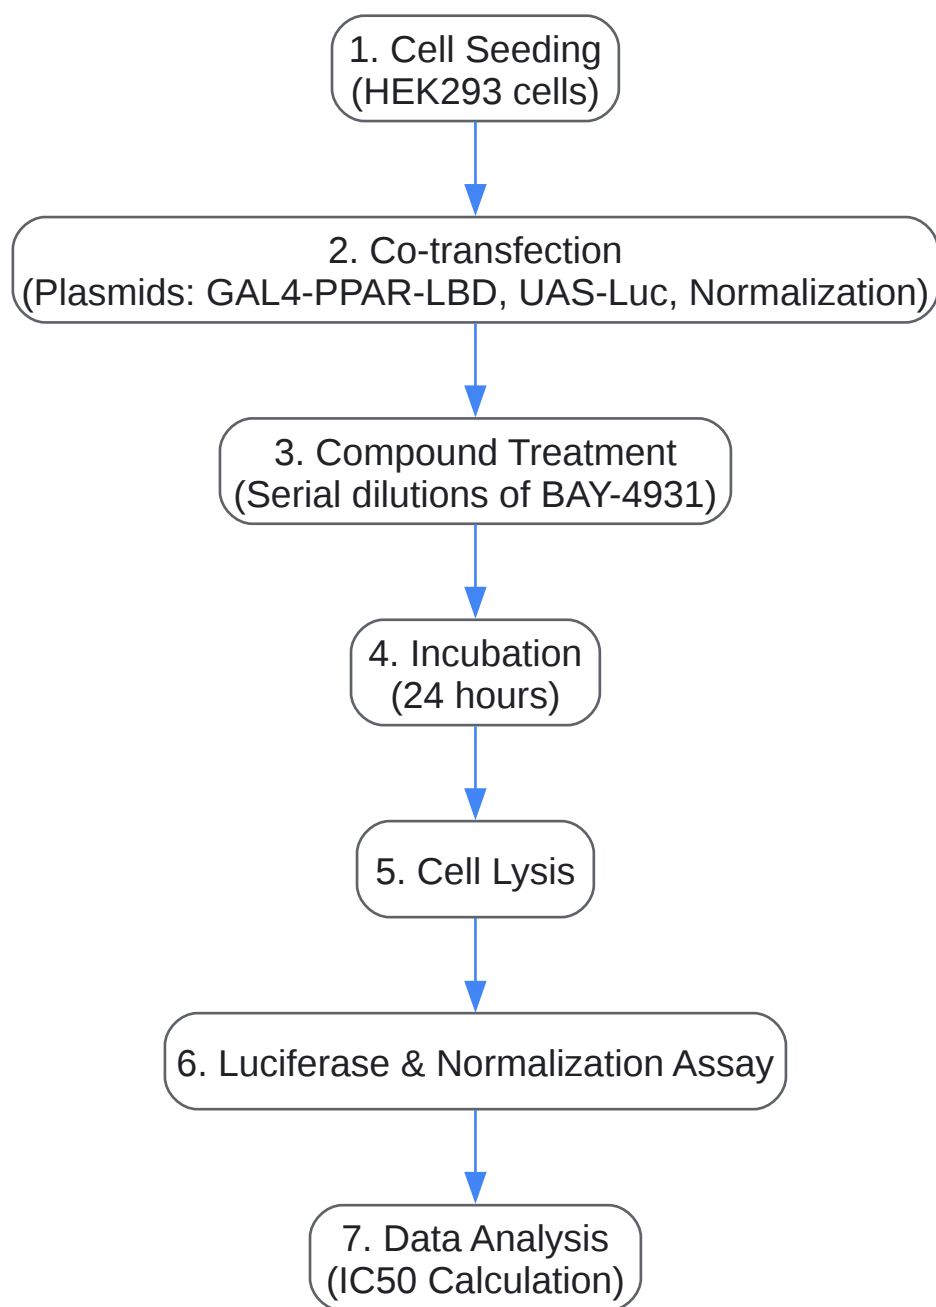 1. Cell Seeding
(HEK293 cells)
2. Co-transfection
(Plasmids: GAL4-PPAR-LBD, UAS-Luc, Normalization)
3. Compound Treatment
(Serial dilutions of BAY-4931)
4. Incubation
(24 hours)
5. Cell Lysis
6. Luciferase & Normalization Assay
7. Data Analysis
(IC50 Calculation)